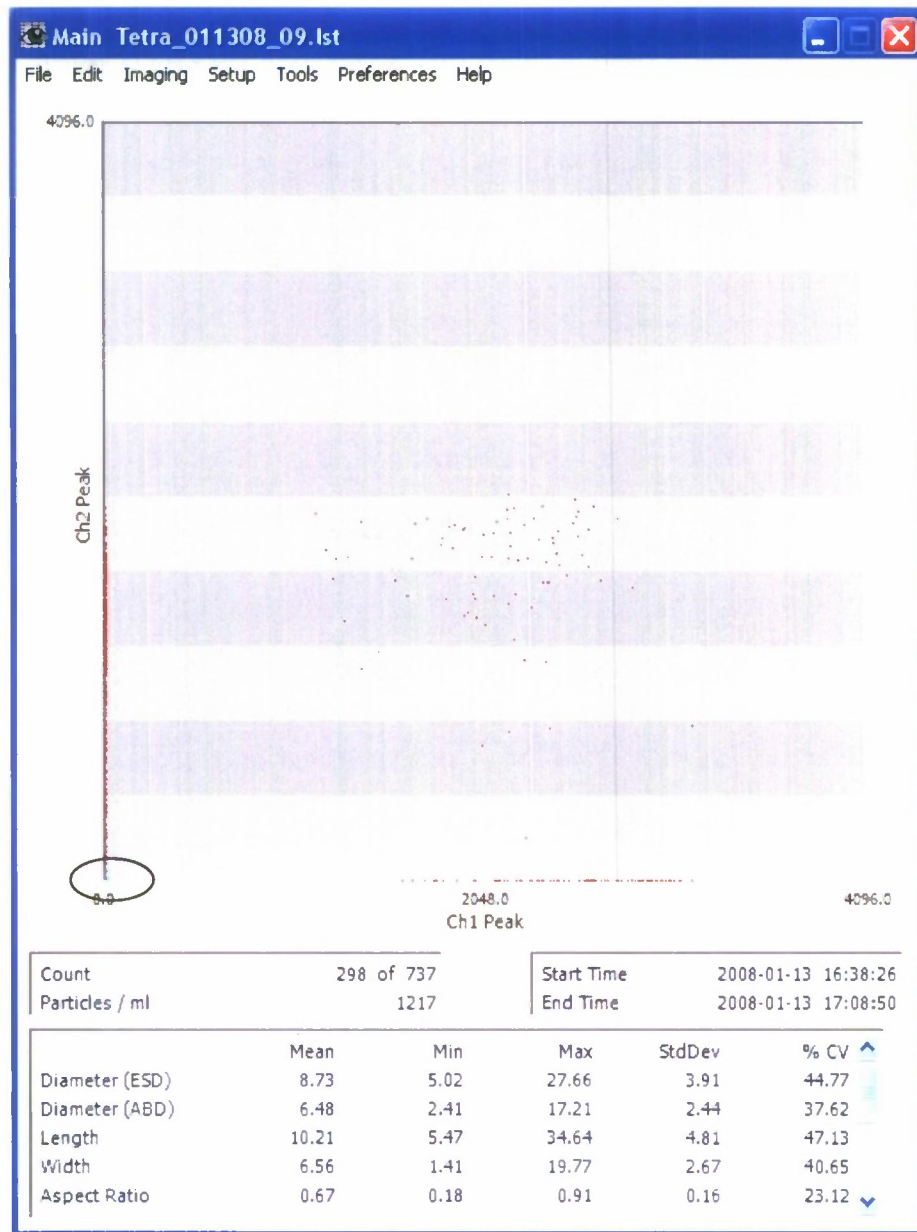 Main Tetra_011308_09.lst
File Edit Imaging Setup Tools Preferences Help
4096.0
Ch2 Peak
0.0 2048.0 4096.0
Ch1 Peak
Count 298 of 737
Particles / ml 1217
Start Time 2008-01-13 16:38:26
End Time 2008-01-13 17:08:50
Mean Min Max StdDev % CV
Diameter (ESD) 8.73 5.02 27.66 3.91 44.77
Diameter (ABD) 6.48 2.41 17.21 2.44 37.62
Length 10.21 5.47 34.64 4.81 47.13
Width 6.56 1.41 19.77 2.67 40.65
Aspect Ratio 0.67 0.18 0.91 0.16 23.12